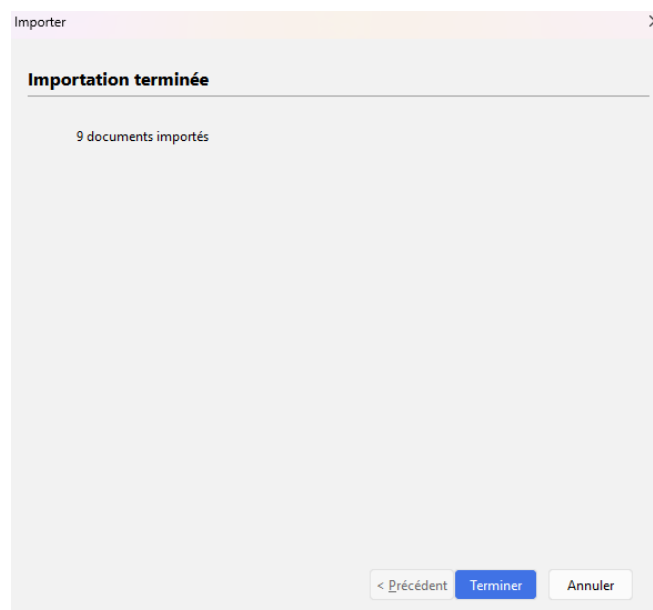 Importer
Importation terminée
9 documents importés
< Précédent
Terminer
Annuler